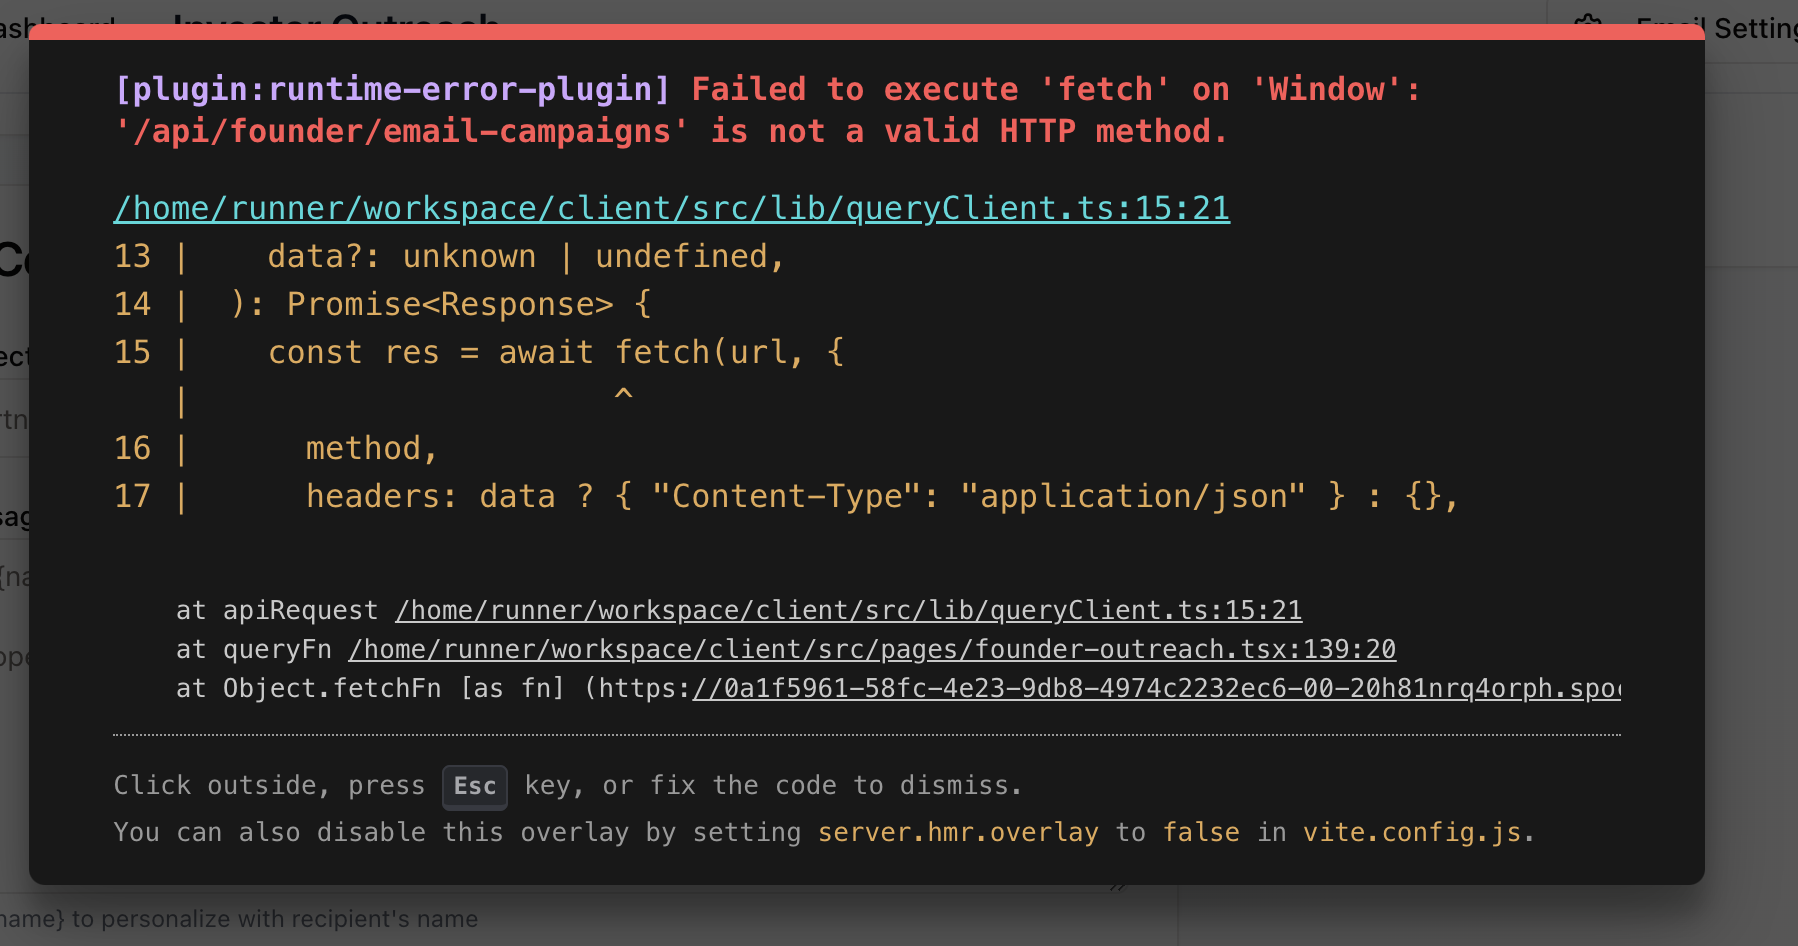 Investor Outreach
Setting
[plugin:runtime-error-plugin] Failed to execute 'fetch' on 'Window':
'/api/founder/email-campaigns' is not a valid HTTP method.
/home/runner/workspace/client/src/lib/queryClient.ts:15:21
13 |    data?: unknown | undefined,
14 |  ): Promise<Response> {
15 |    const res = await fetch(url, {
   |                      ^
16 |      method,
17 |      headers: data ? { "Content-Type": "application/json" } : {},
at apiRequest /home/runner/workspace/client/src/lib/queryClient.ts:15:21
at queryFn /home/runner/workspace/client/src/pages/founder-outreach.tsx:139:20
at Object.fetchFn [as fn] (https://0a1f5961-58fc-4e23-9db8-4974c2232ec6-00-20h81nrq4orph.spo
Click outside, press Esc key, or fix the code to dismiss.
You can also disable this overlay by setting server.hmr.overlay to false in vite.config.js.
name} to personalize with recipient's name